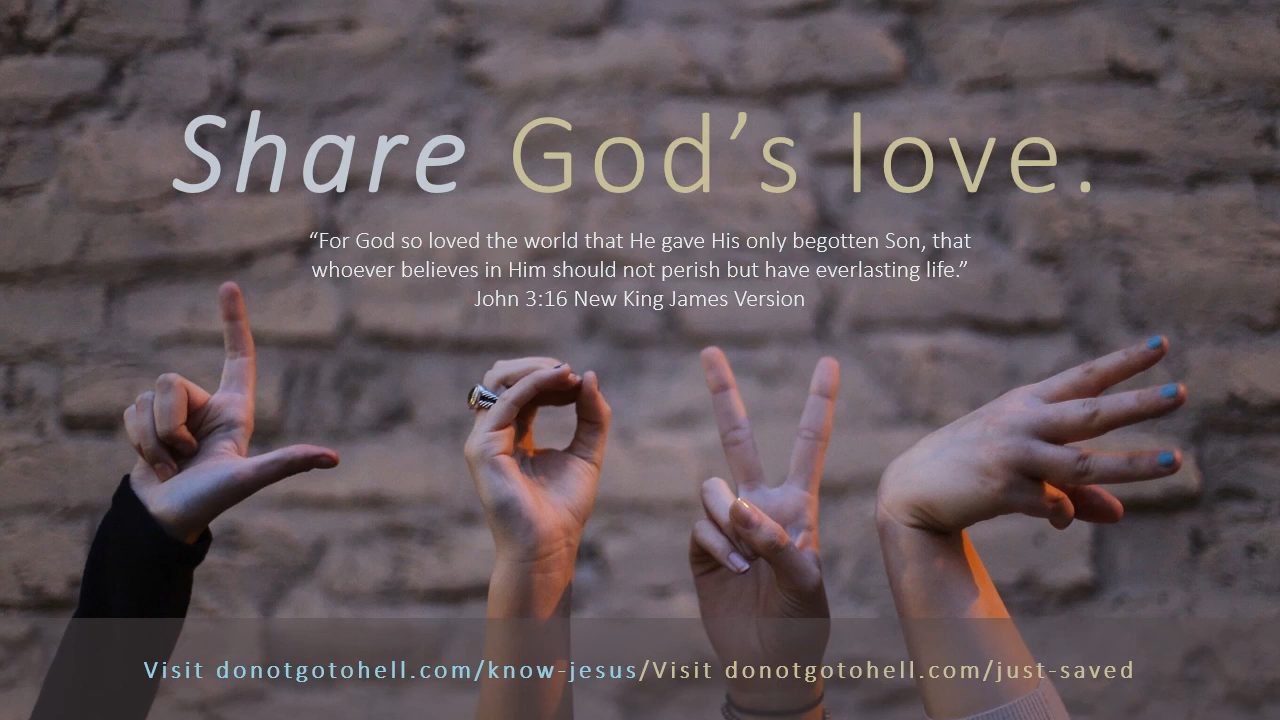 Share God’s love.
“For God so loved the world that He gave His only begotten Son, that
whoever believes in Him should not perish but have everlasting life.”
John 3:16 New King James Version
Visit donotgotohell.com/know-jesus/Visit donotgotohell.com/just-saved